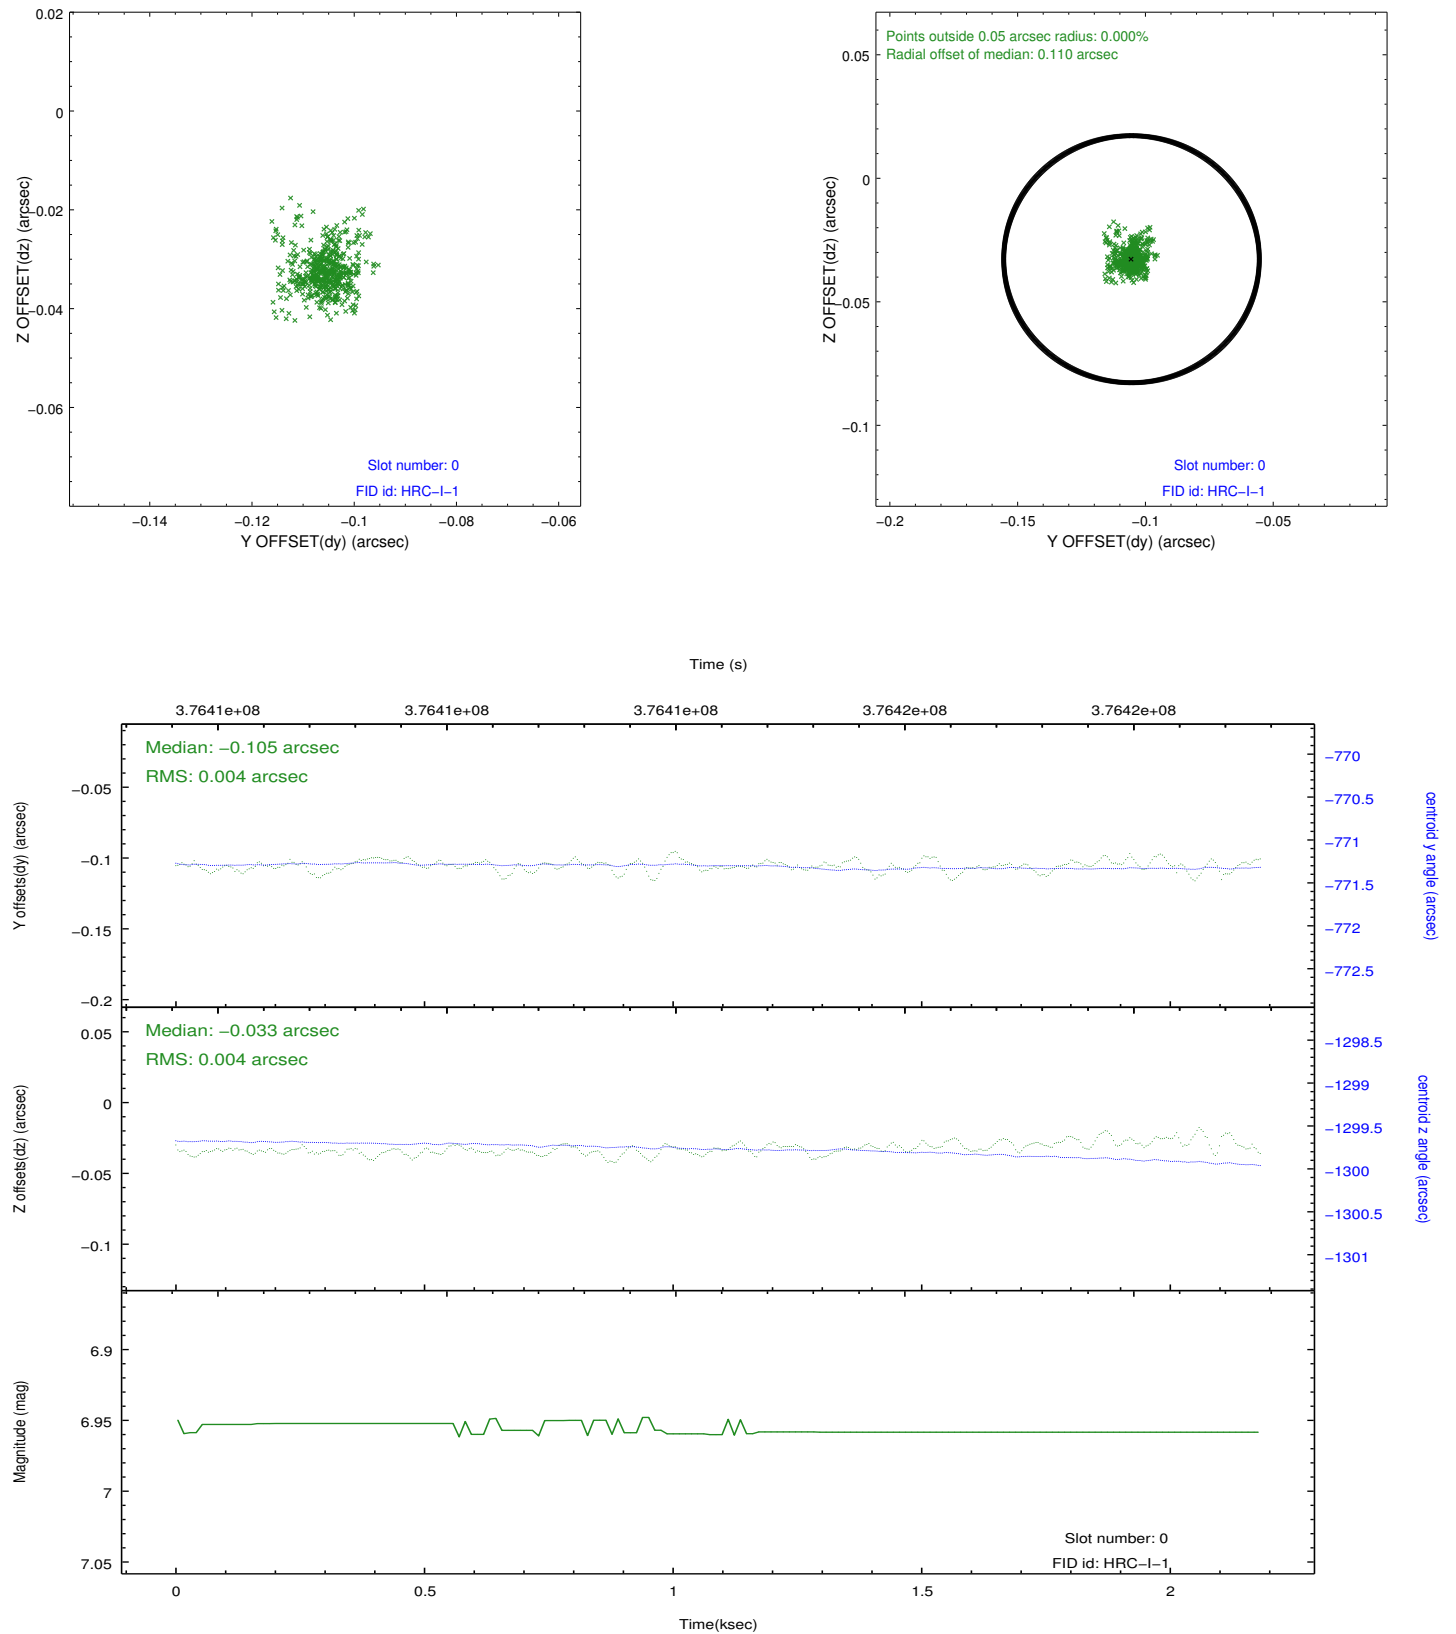 0.02
0
−0.02
−0.04
−0.06
Z OFFSET(dz) (arcsec)
Slot number: 0
FID id: HRC−I−1
−0.14
−0.12
−0.1
−0.08
−0.06
Y OFFSET(dy) (arcsec)
Points outside 0.05 arcsec radius: 0.000%
Radial offset of median: 0.110 arcsec
0.05
0
−0.05
−0.1
Z OFFSET(dz) (arcsec)
Slot number: 0
FID id: HRC−I−1
−0.2
−0.15
−0.1
−0.05
Y OFFSET(dy) (arcsec)
Time (s)
3.7641e+08
3.7641e+08
3.7641e+08
3.7642e+08
3.7642e+08
Median: −0.105 arcsec
RMS: 0.004 arcsec
−0.05
−0.1
−0.15
−0.2
Y offsets(dy) (arcsec)
−770
−770.5
−771
−771.5
−772
−772.5
centroid y angle (arcsec)
Median: −0.033 arcsec
RMS: 0.004 arcsec
0.05
0
−0.05
−0.1
Z offsets(dz) (arcsec)
−1298.5
−1299
−1299.5
−1300
−1300.5
−1301
centroid z angle (arcsec)
6.9
6.95
7
7.05
Magnitude (mag)
Slot number: 0
FID id: HRC−I−1
0
0.5
1
1.5
2
Time(ksec)